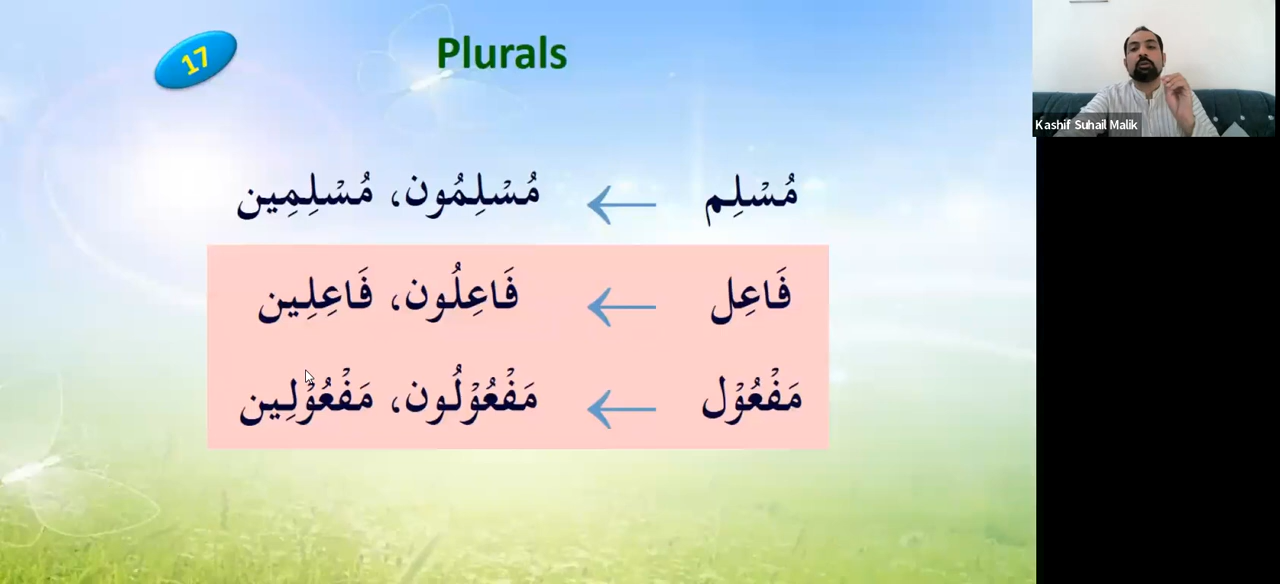 17
Plurals
Kashif Suhail Malik
مُسْلِم ← مُسْلِمُون، مُسْلِمِين
فَاعِل ← فَاعِلُون، فَاعِلِين
مَفْعُوْل ← مَفْعُوْلُون، مَفْعُوْلِين